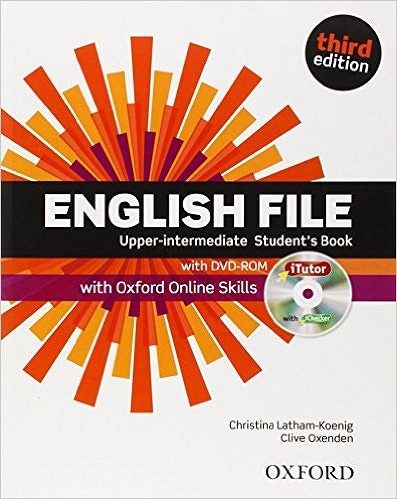 third
edition
ENGLISH FILE
Upper-intermediate Student's Book
with DVD-ROM
iTutor
with Oxford Online Skills
with iChecker
Christina Latham-Koenig
Clive Oxenden
OXFORD